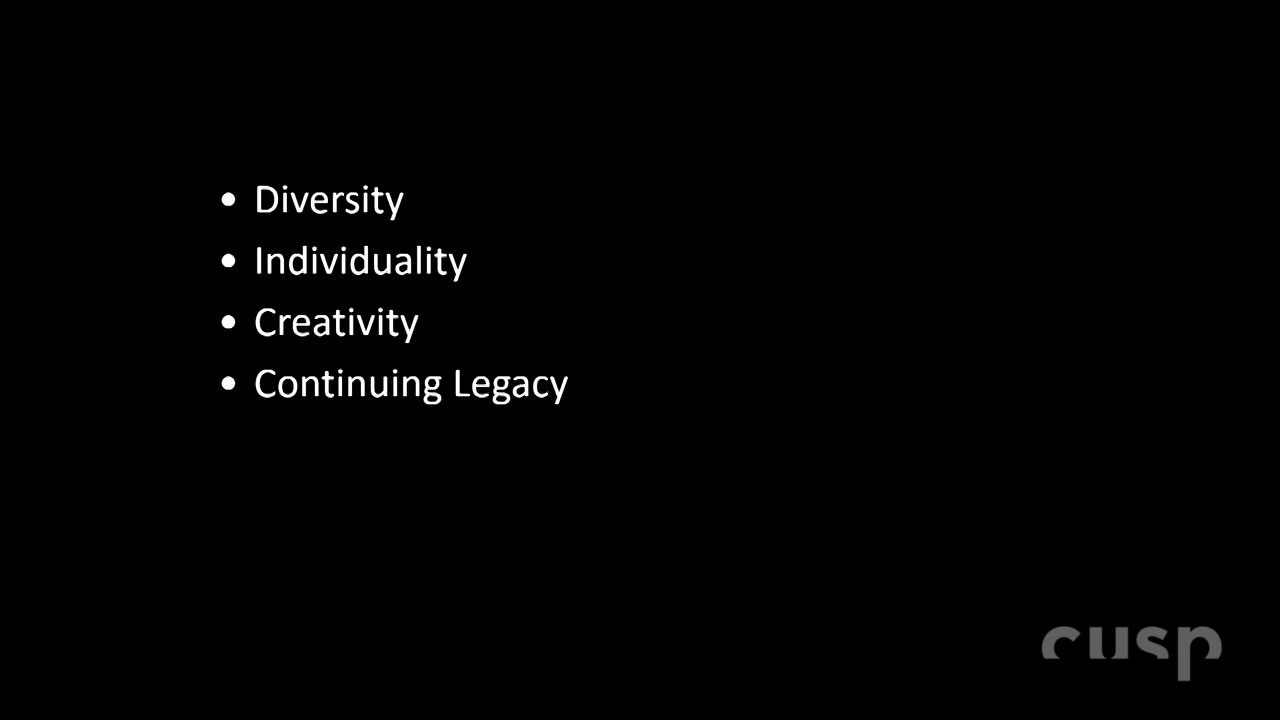 • Diversity
• Individuality
• Creativity
• Continuing Legacy
cusp